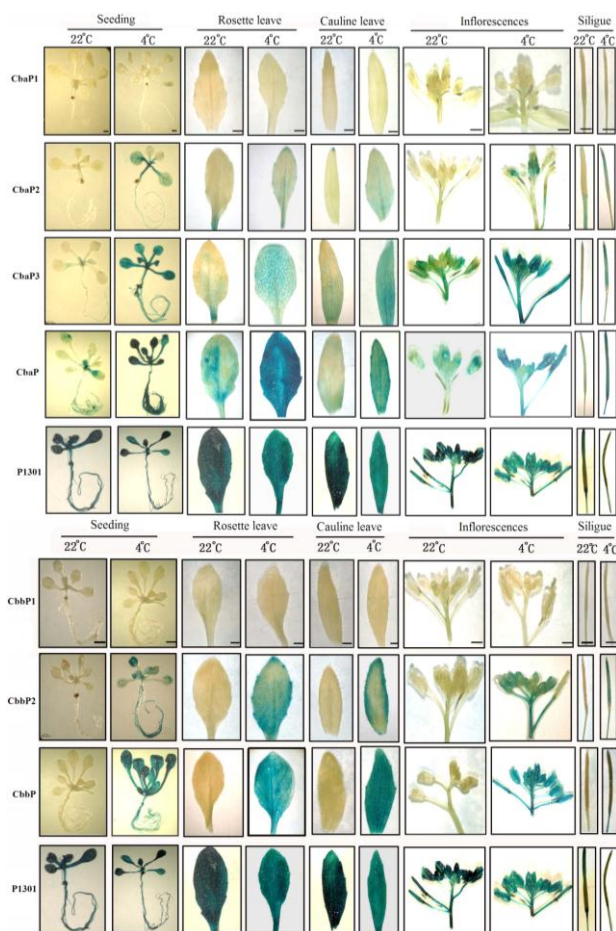 Seeding Rosette leave Cauline leave Inflorescences Siligue
22°C 4°C 22°C 4°C 22°C 4°C 22°C 4°C 22°C 4°C
CbaP1
CbaP2
CbaP3
CbaP
P1301
Seeding Rosette leave Cauline leave Inflorescences Siligue
22°C 4°C 22°C 4°C 22°C 4°C 22°C 4°C 22°C 4°C
CbbP1
CbbP2
CbbP
P1301